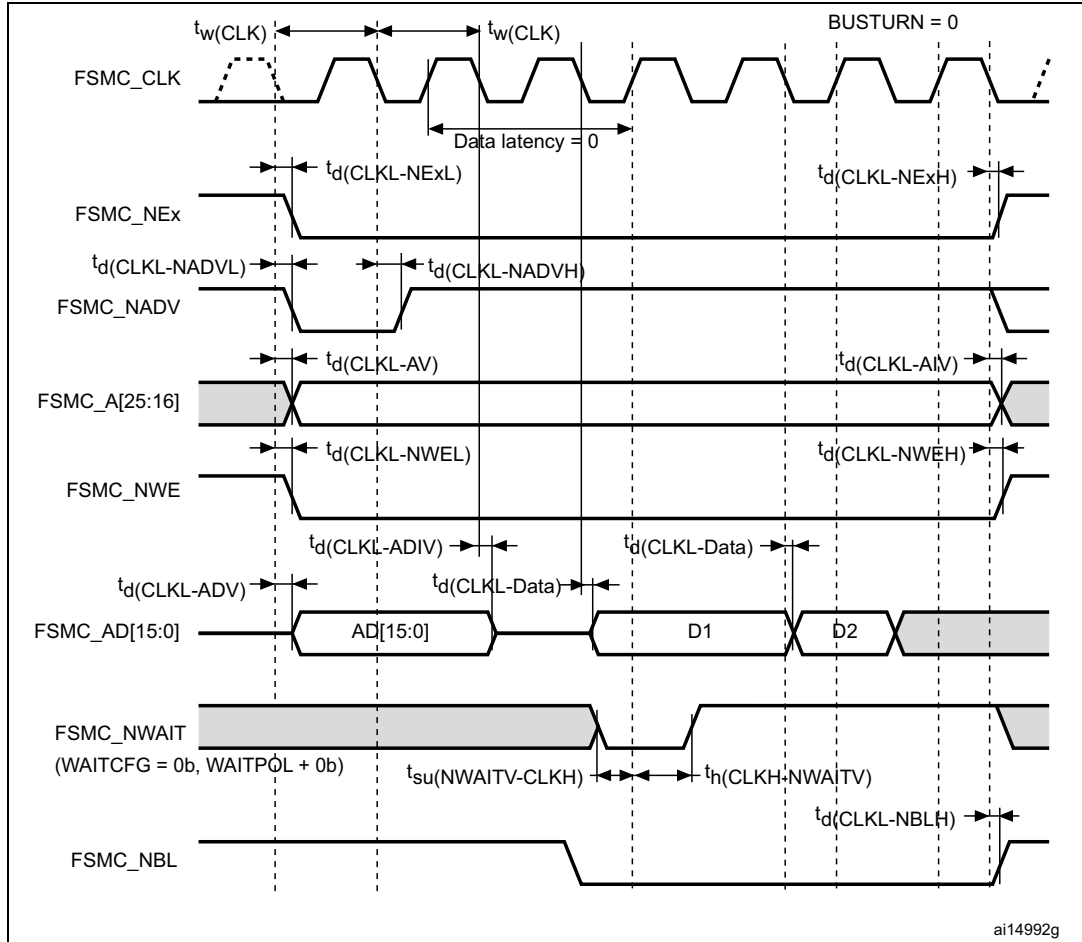 tw(CLK) tw(CLK) BUSTURN = 0
FSMC_CLK
Data latency = 0
td(CLKL-NExL) td(CLKL-NExH)
FSMC_NEx
td(CLKL-NADVL) td(CLKL-NADVH)
FSMC_NADV
td(CLKL-AV) td(CLKL-AIV)
FSMC_A[25:16]
td(CLKL-NWEL) td(CLKL-NWEH)
FSMC_NWE
td(CLKL-ADIV) td(CLKL-Data)
td(CLKL-ADV) td(CLKL-Data)
FSMC_AD[15:0] AD[15:0] D1 D2
FSMC_NWAIT
(WAITCFG = 0b, WAITPOL + 0b)
tsu(NWAITV-CLKH) th(CLKH-NWAITV)
td(CLKL-NBLH)
FSMC_NBL
ai14992g